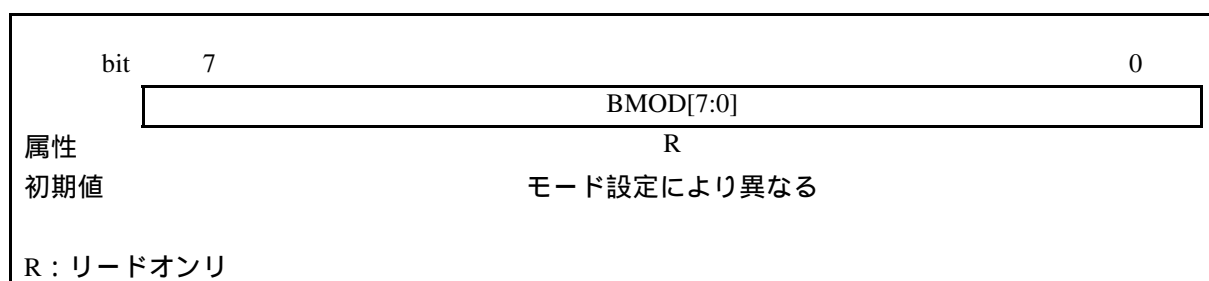 bit 7 0
BMOD[7:0]
属性 R
初期値 モード設定により異なる
R：リードオンリ